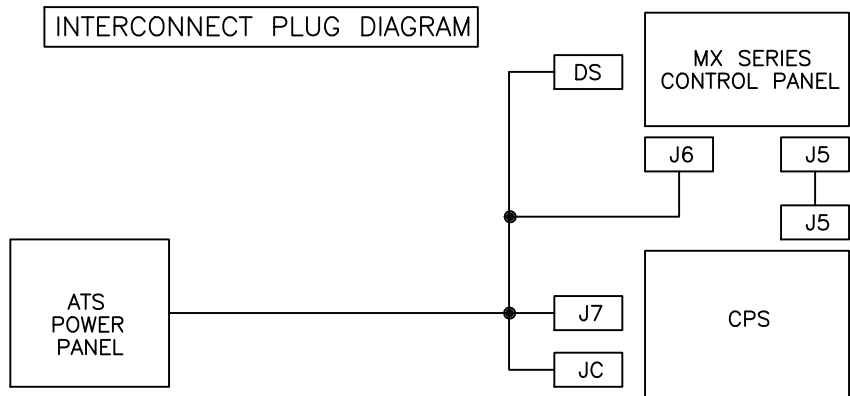 INTERCONNECT PLUG DIAGRAM
DS
MX SERIES
CONTROL PANEL
J6
J5
J5
ATS
POWER
PANEL
J7
CPS
JC